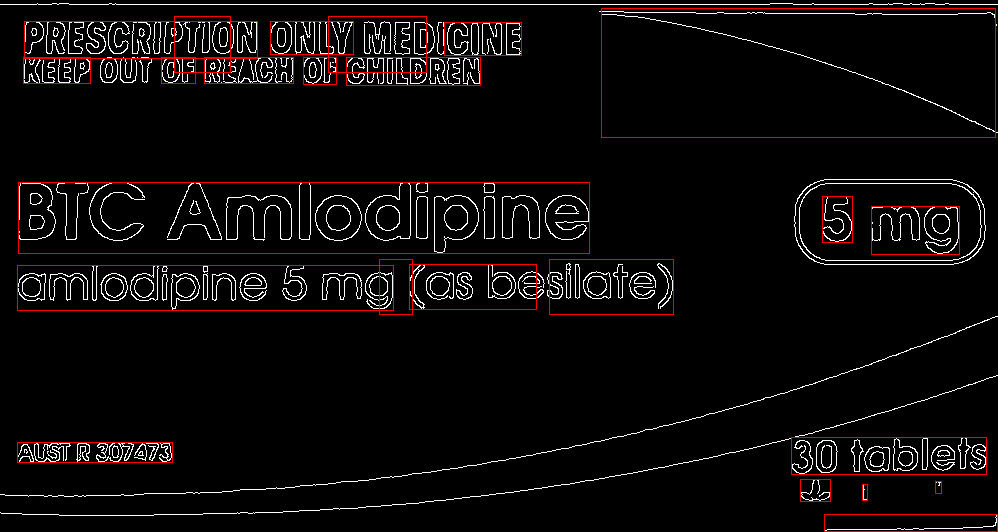 PRESCRIPTION ONLY MEDICINE
KEEP OUT OF REACH OF CHILDREN
BTC Amlodipine
5 mg
amlodipine 5 mg (as besilate)
AUST R 307473
30 tablets